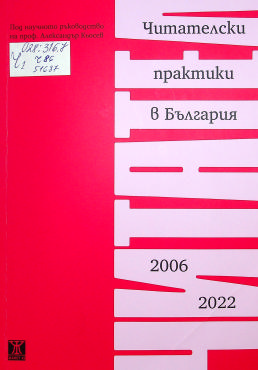 Под научното ръководство
на проф. Александър Кьосев
Читателски
практики
в България
2006
2022